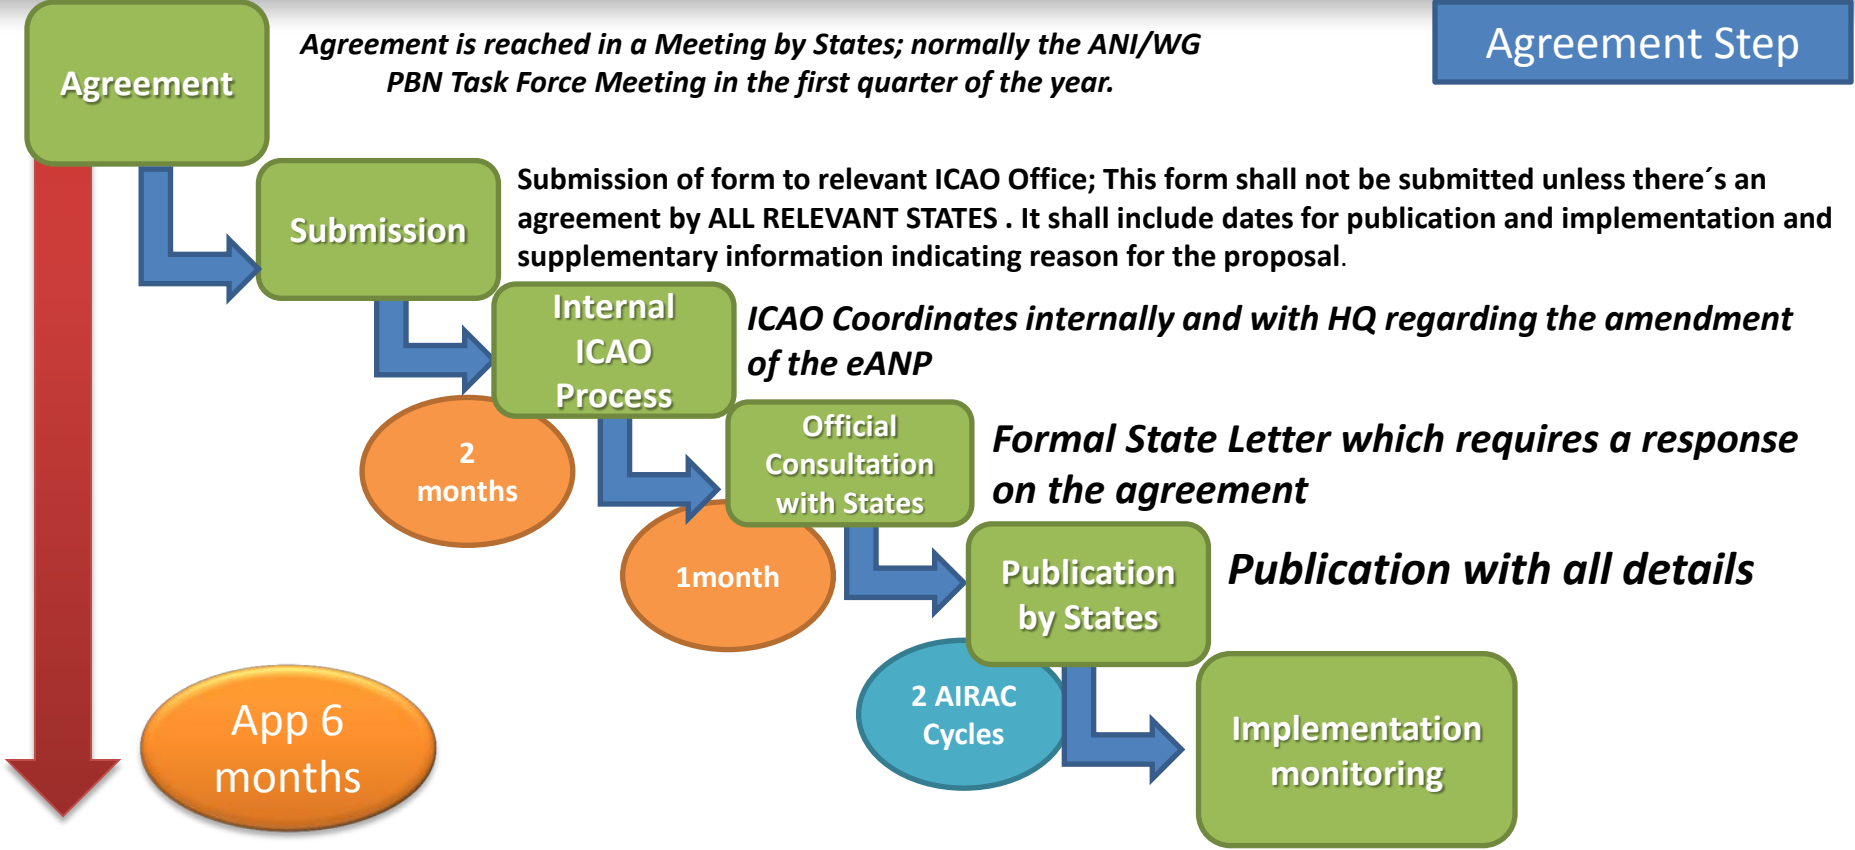 Agreement
Agreement is reached in a Meeting by States; normally the ANI/WG
PBN Task Force Meeting in the first quarter of the year.
Agreement Step
Submission
Submission of form to relevant ICAO Office; This form shall not be submitted unless there´s an
agreement by ALL RELEVANT STATES . It shall include dates for publication and implementation and
supplementary information indicating reason for the proposal.
Internal
ICAO
Process
ICAO Coordinates internally and with HQ regarding the amendment
of the eANP
2
months
Official
Consultation
with States
Formal State Letter which requires a response
on the agreement
1month
Publication
by States
Publication with all details
2 AIRAC
Cycles
Implementation
monitoring
App 6
months